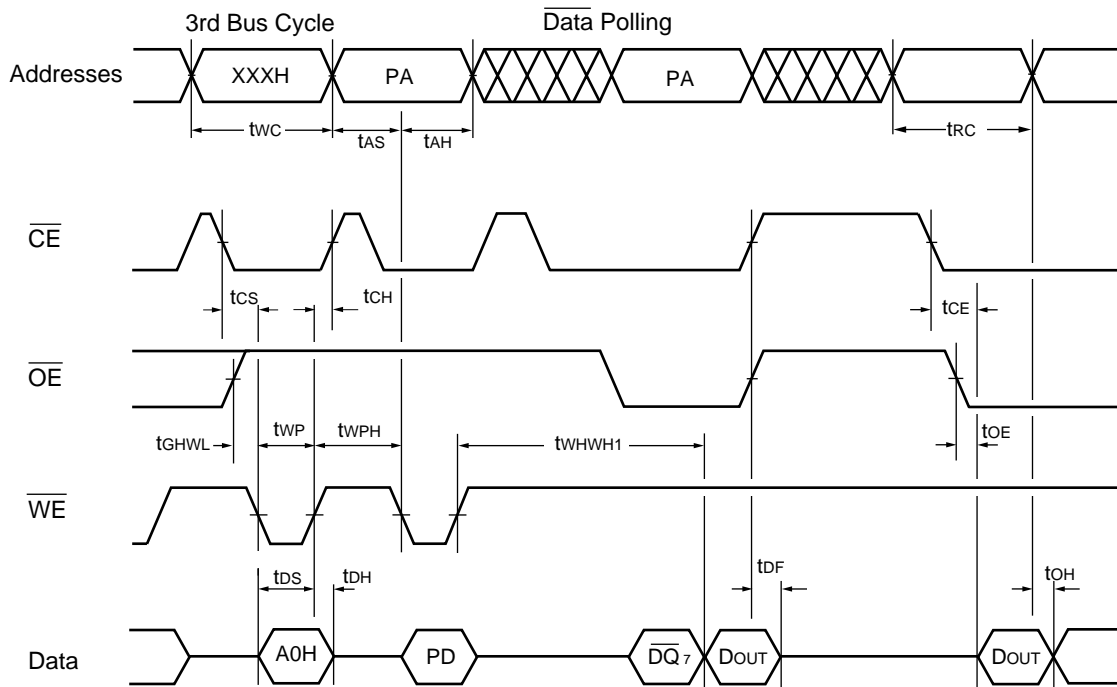 3rd Bus Cycle
Data Polling
Addresses
XXXH
PA
PA
tWC
tAS
tAH
tRC
CE
tCS
tCH
tCE
OE
tGHWL
tWP
tWPH
tWHWH1
tOE
WE
tDS
tDH
tDF
tOH
Data
A0H
PD
DQ7
DOUT
DOUT